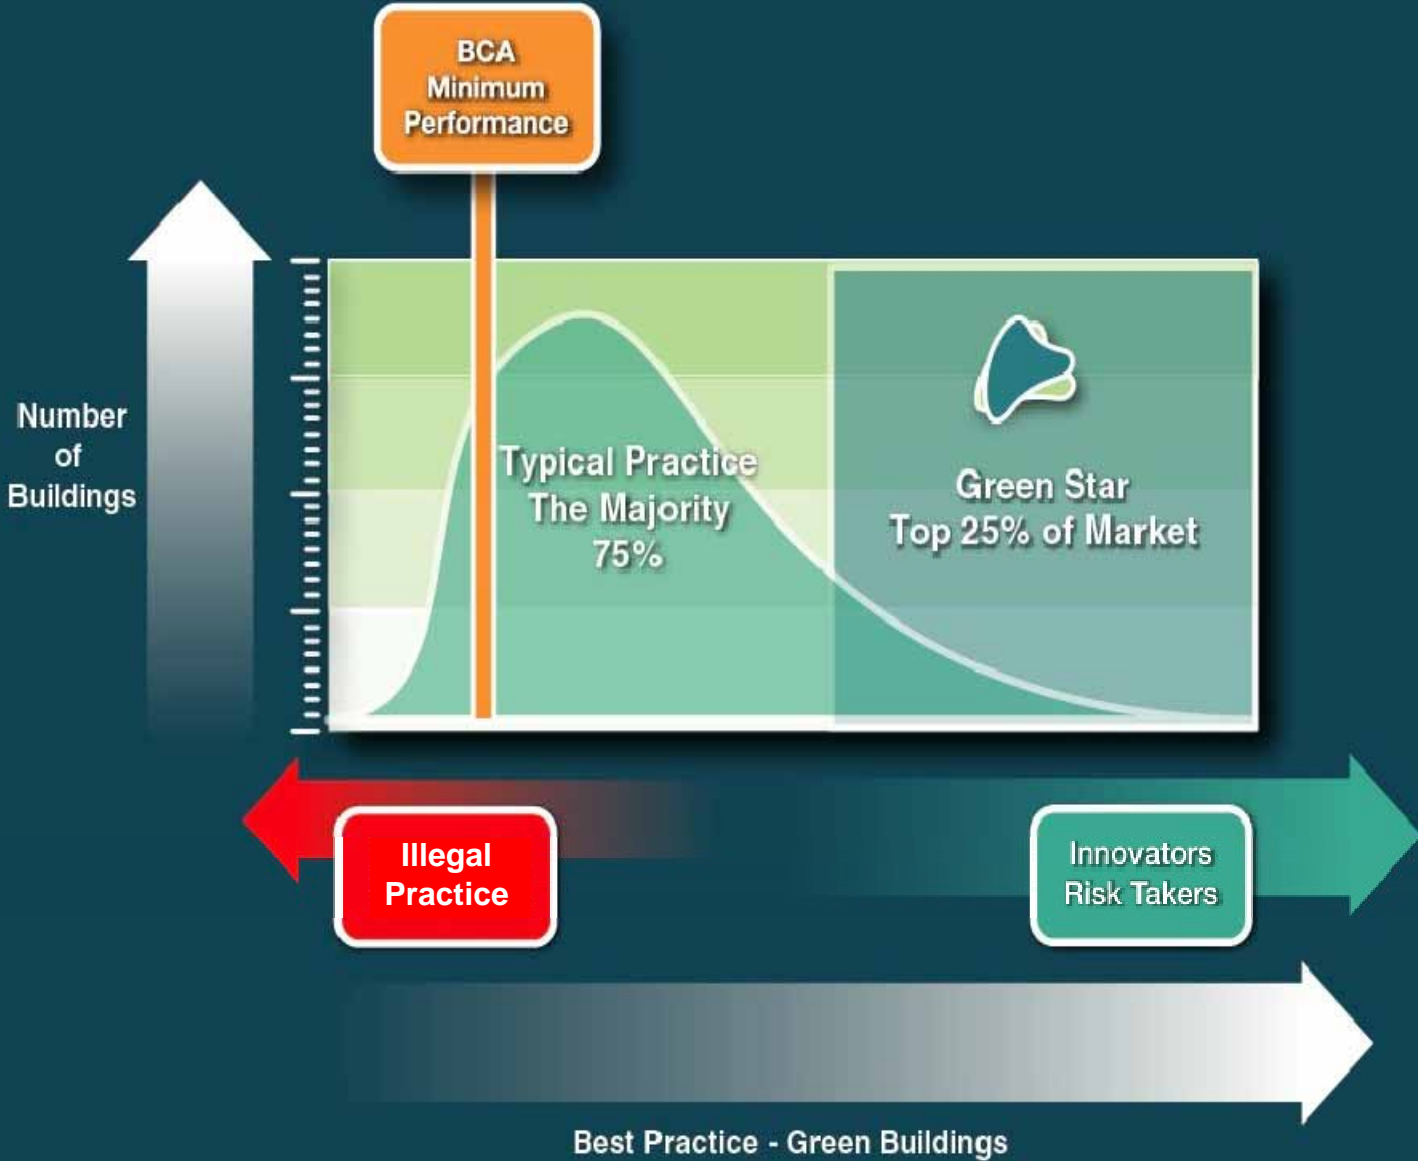 BCA
Minimum
Performance
Number
of
Buildings
Typical Practice
The Majority
75%
Green Star
Top 25% of Market
Illegal
Practice
Innovators
Risk Takers
Best Practice - Green Buildings